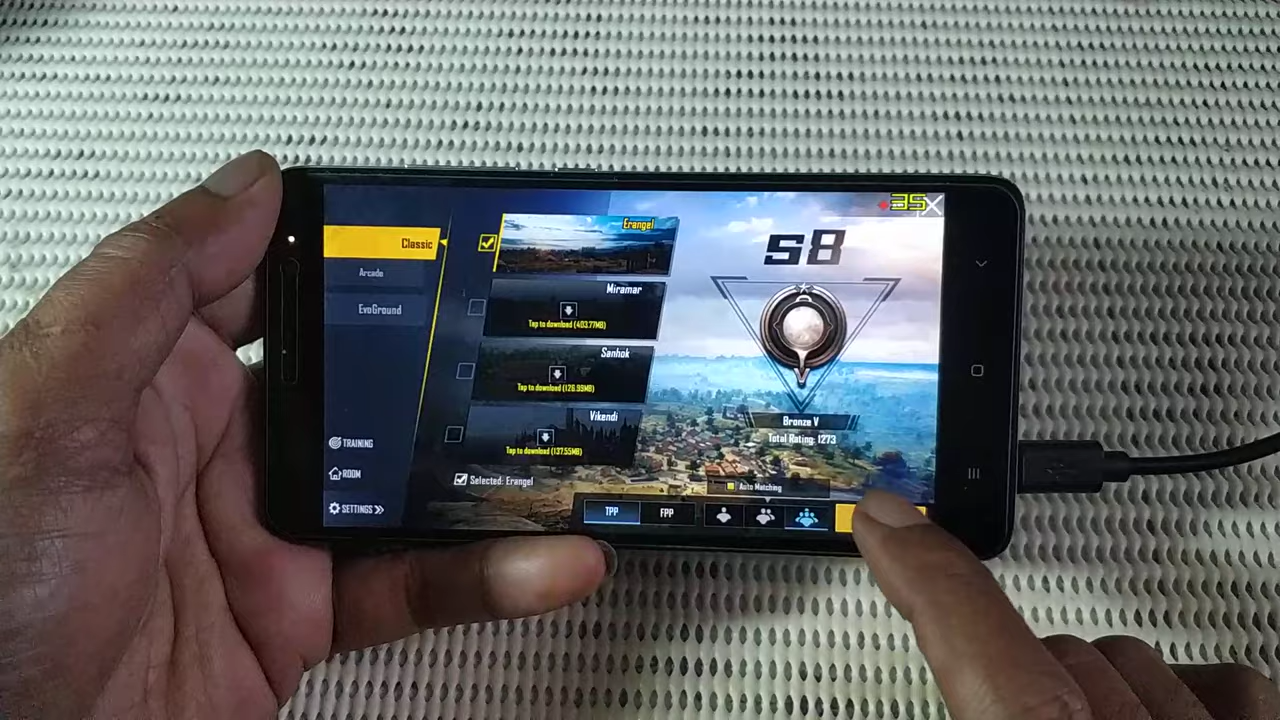 35
Classic
Arcade
EvoGround
Erangel
Miramar
Tap to download (403.77MB)
Sanhok
Tap to download (126.99MB)
Vikendi
Tap to download (137.55MB)
Selected: Erangel
S8
Bronze V
Total Rating: 1273
Auto Matching
TRAINING
ROOM
SETTINGS
TPP
FPP